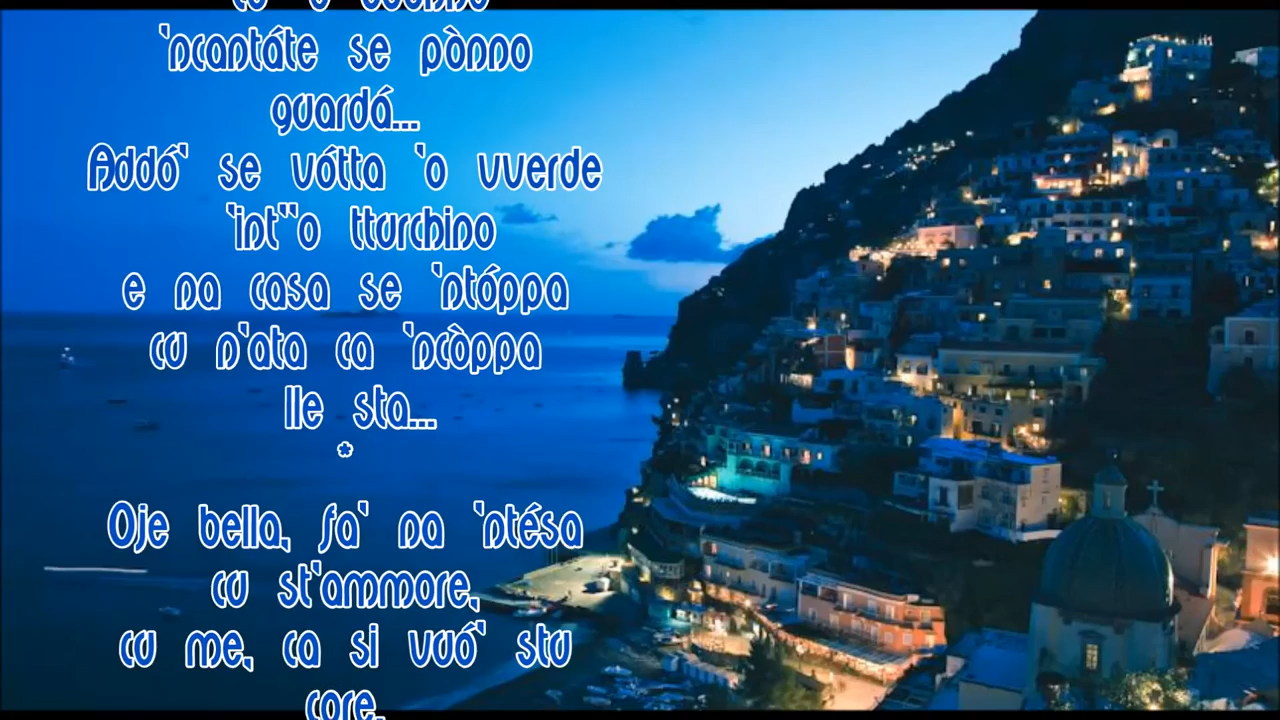 'ncantáte se pònno
guardá...
Addó' se vótta 'o vverde
'int''o tturchino
e na casa se 'ntóppa
cu n'ata ca 'ncòppa
lle sta...
*
Oje bella, fa' na 'ntésa
cu st'ammore,
cu me, ca si vuó' stu
core,